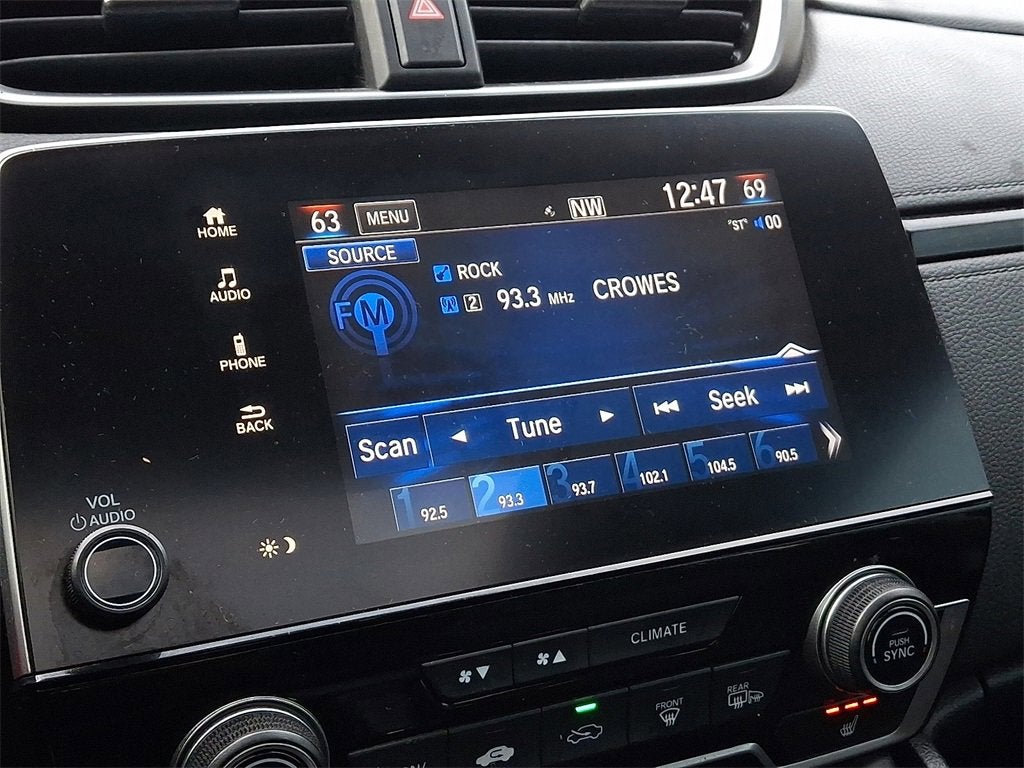 63 MENU NW 12:47 69
"ST" 00
SOURCE
FM
ROCK
2 93.3 MHz CROWES
Scan Tune Seek
1 92.5 2 93.3 3 93.7 4 102.1 5 104.5 6 90.5
HOME
AUDIO
PHONE
BACK
VOL
AUDIO
CLIMATE
PUSH
SYNC
FRONT
REAR